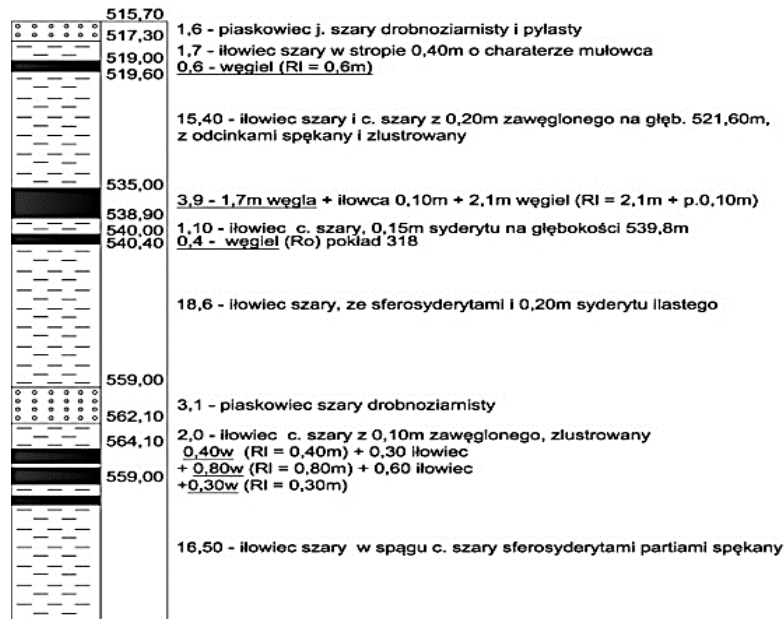 515,70
1,6 - piaskowiec j. szary drobnoziarnisty i pylasty
517,30
1,7 - iłowiec szary w stropie 0,40m o charaterze mułowca
519,00
0,6 - węgiel (RI = 0,6m)
519,60
15,40 - iłowiec szary i c. szary z 0,20m zawęglonego na głęb. 521,60m,
z odcinkami spękany i zlustrowany
535,00
3,9 - 1,7m węgla + iłowca 0,10m + 2,1m węgiel (RI = 2,1m + p.0,10m)
538,90
1,10 - iłowiec c. szary, 0,15m syderytu na głębokości 539,8m
540,00
0,4 - węgiel (Ro) pokład 318
540,40
18,6 - iłowiec szary, ze sferosyderytami i 0,20m syderytu ilastego
559,00
3,1 - piaskowiec szary drobnoziarnisty
562,10
2,0 - iłowiec c. szary z 0,10m zawęglonego, zlustrowany
564,10
0,40w (RI = 0,40m) + 0,30 iłowiec
+ 0,80w (RI = 0,80m) + 0,60 iłowiec
559,00
+0,30w (RI = 0,30m)
16,50 - iłowiec szary w spągu c. szary sferosyderytami partiami spękany